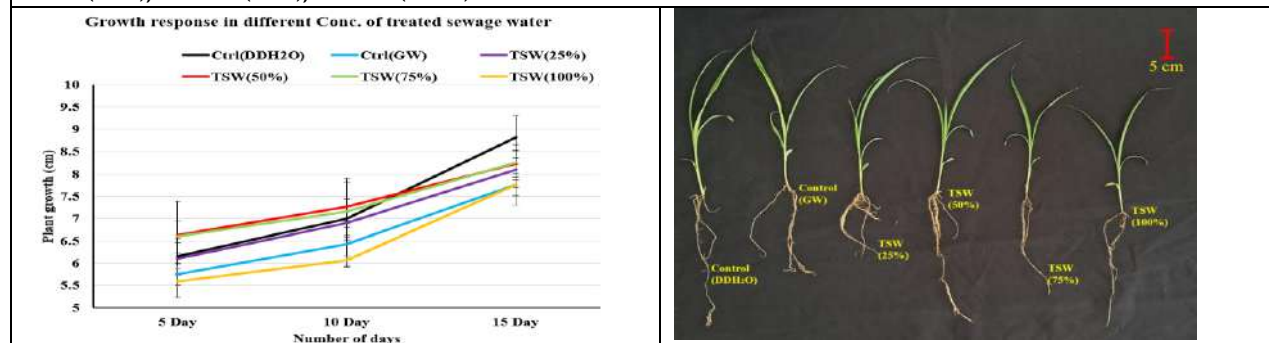 Growth response in different Conc. of treated sewage water
Ctrl(DDH2O) Ctrl(GW) TSW(25%)
TSW(50%) TSW(75%) TSW(100%)
10
9.5
9
8.5
8
7.5
7
6.5
6
5.5
5
Plant growth (cm)
5 Day 10 Day 15 Day
Number of days
5 cm
Control
(GW)
TSW
(50%)
TSW
(100%)
TSW
(25%)
Control
(DDH₂O)
TSW
(75%)